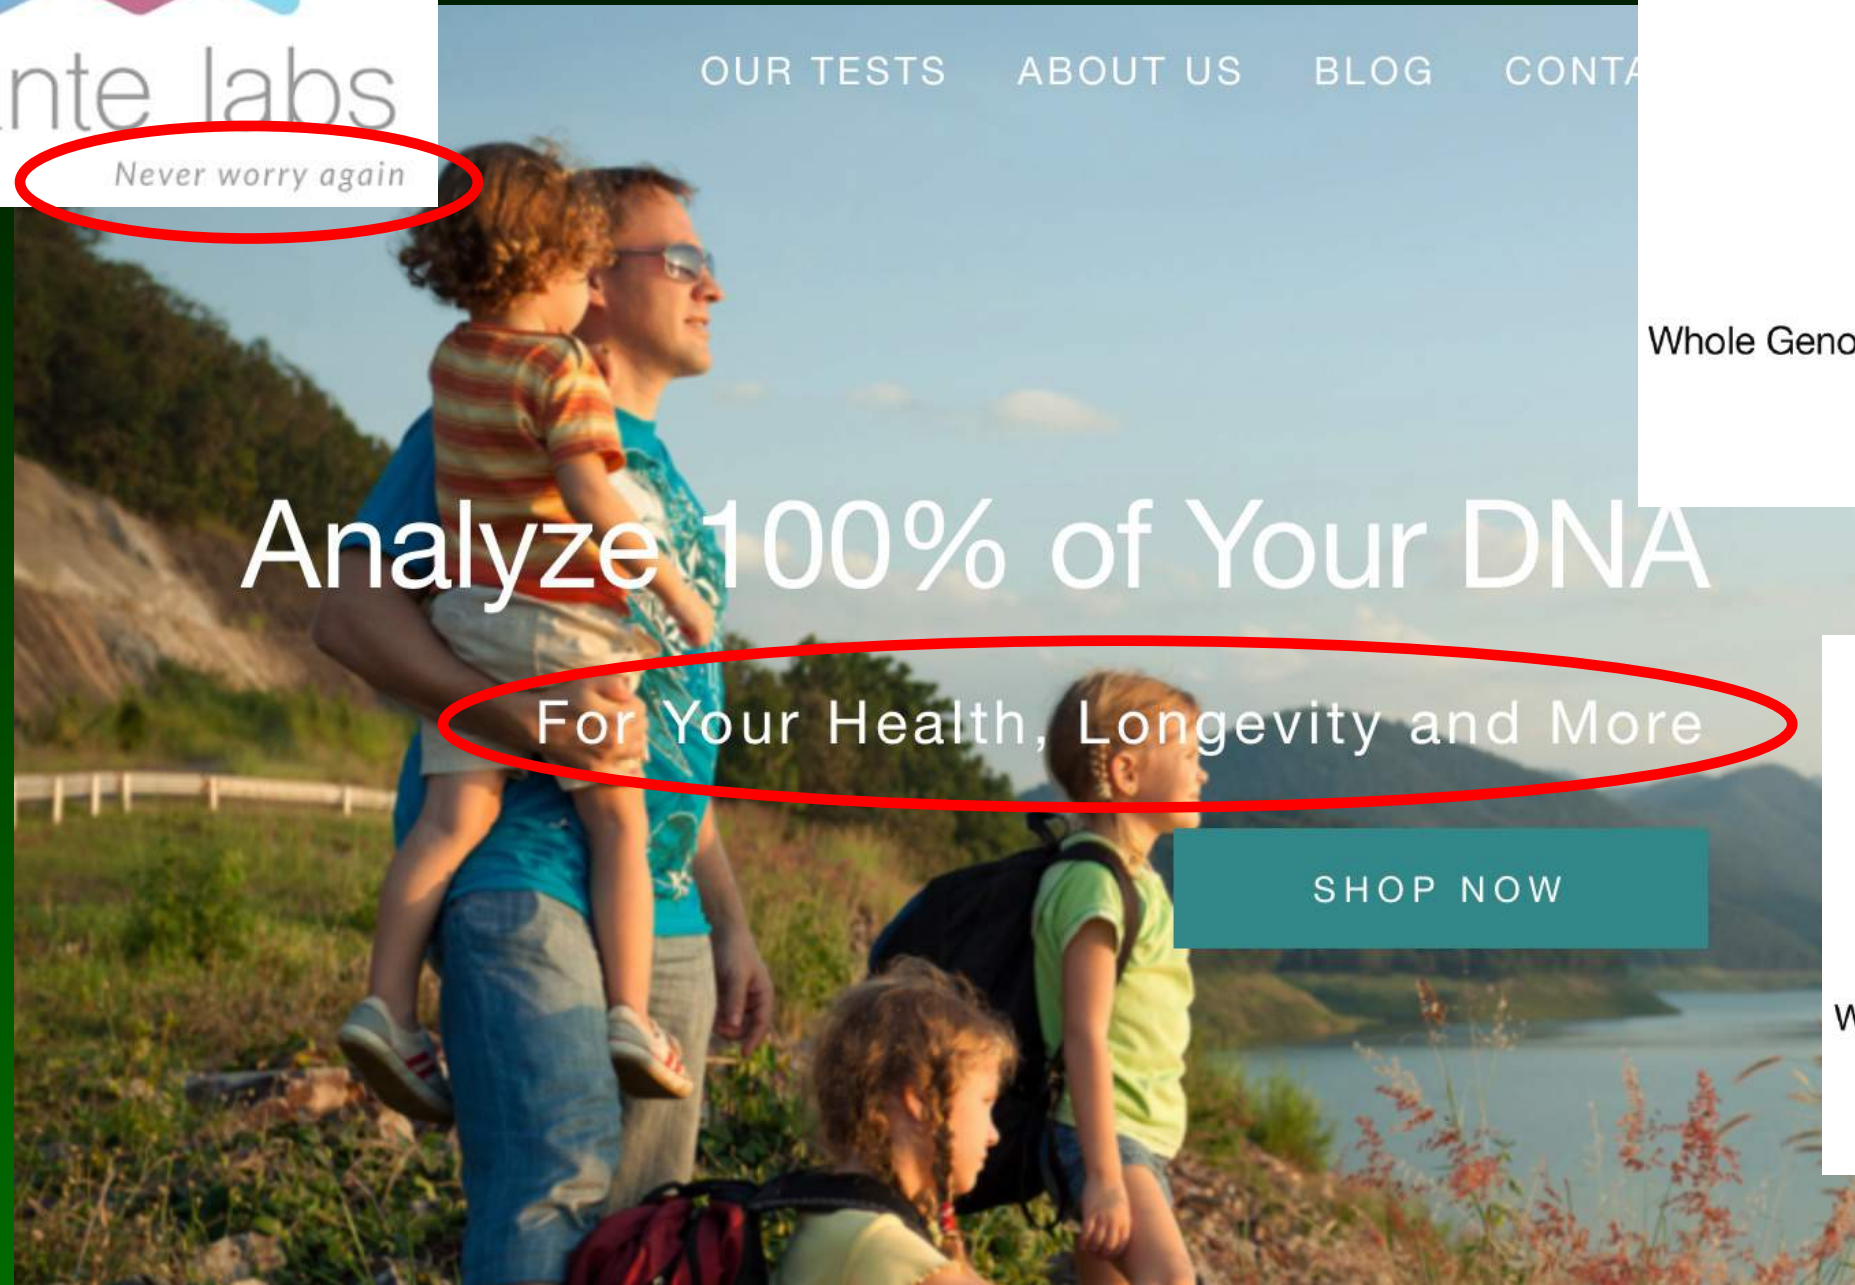 nte labs
Never worry again
OUR TESTS ABOUT US BLOG CONTA
Whole Geno
Analyze 100% of Your DNA
For Your Health, Longevity and More
SHOP NOW
W